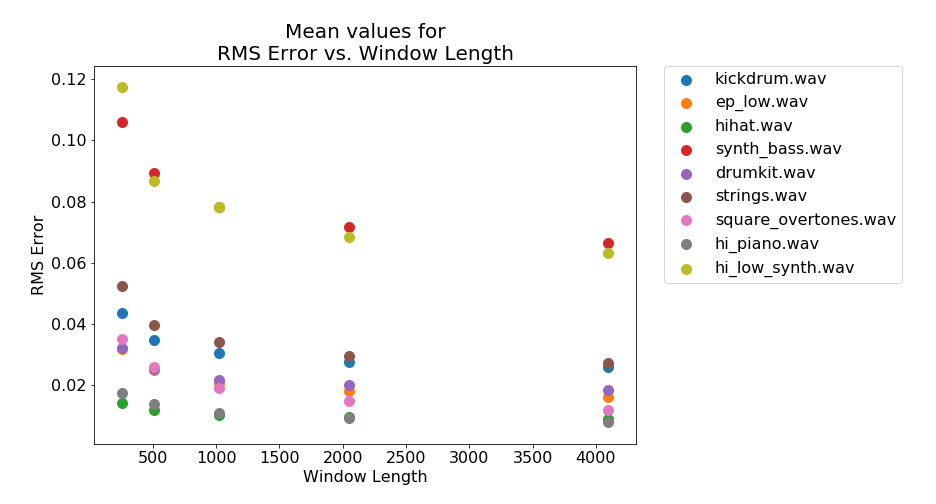 Mean values for
RMS Error vs. Window Length
0.12
0.10
0.08
0.06
0.04
0.02
RMS Error
500 1000 1500 2000 2500 3000 3500 4000
Window Length
kickdrum.wav
ep_low.wav
hihat.wav
synth_bass.wav
drumkit.wav
strings.wav
square_overtones.wav
hi_piano.wav
hi_low_synth.wav